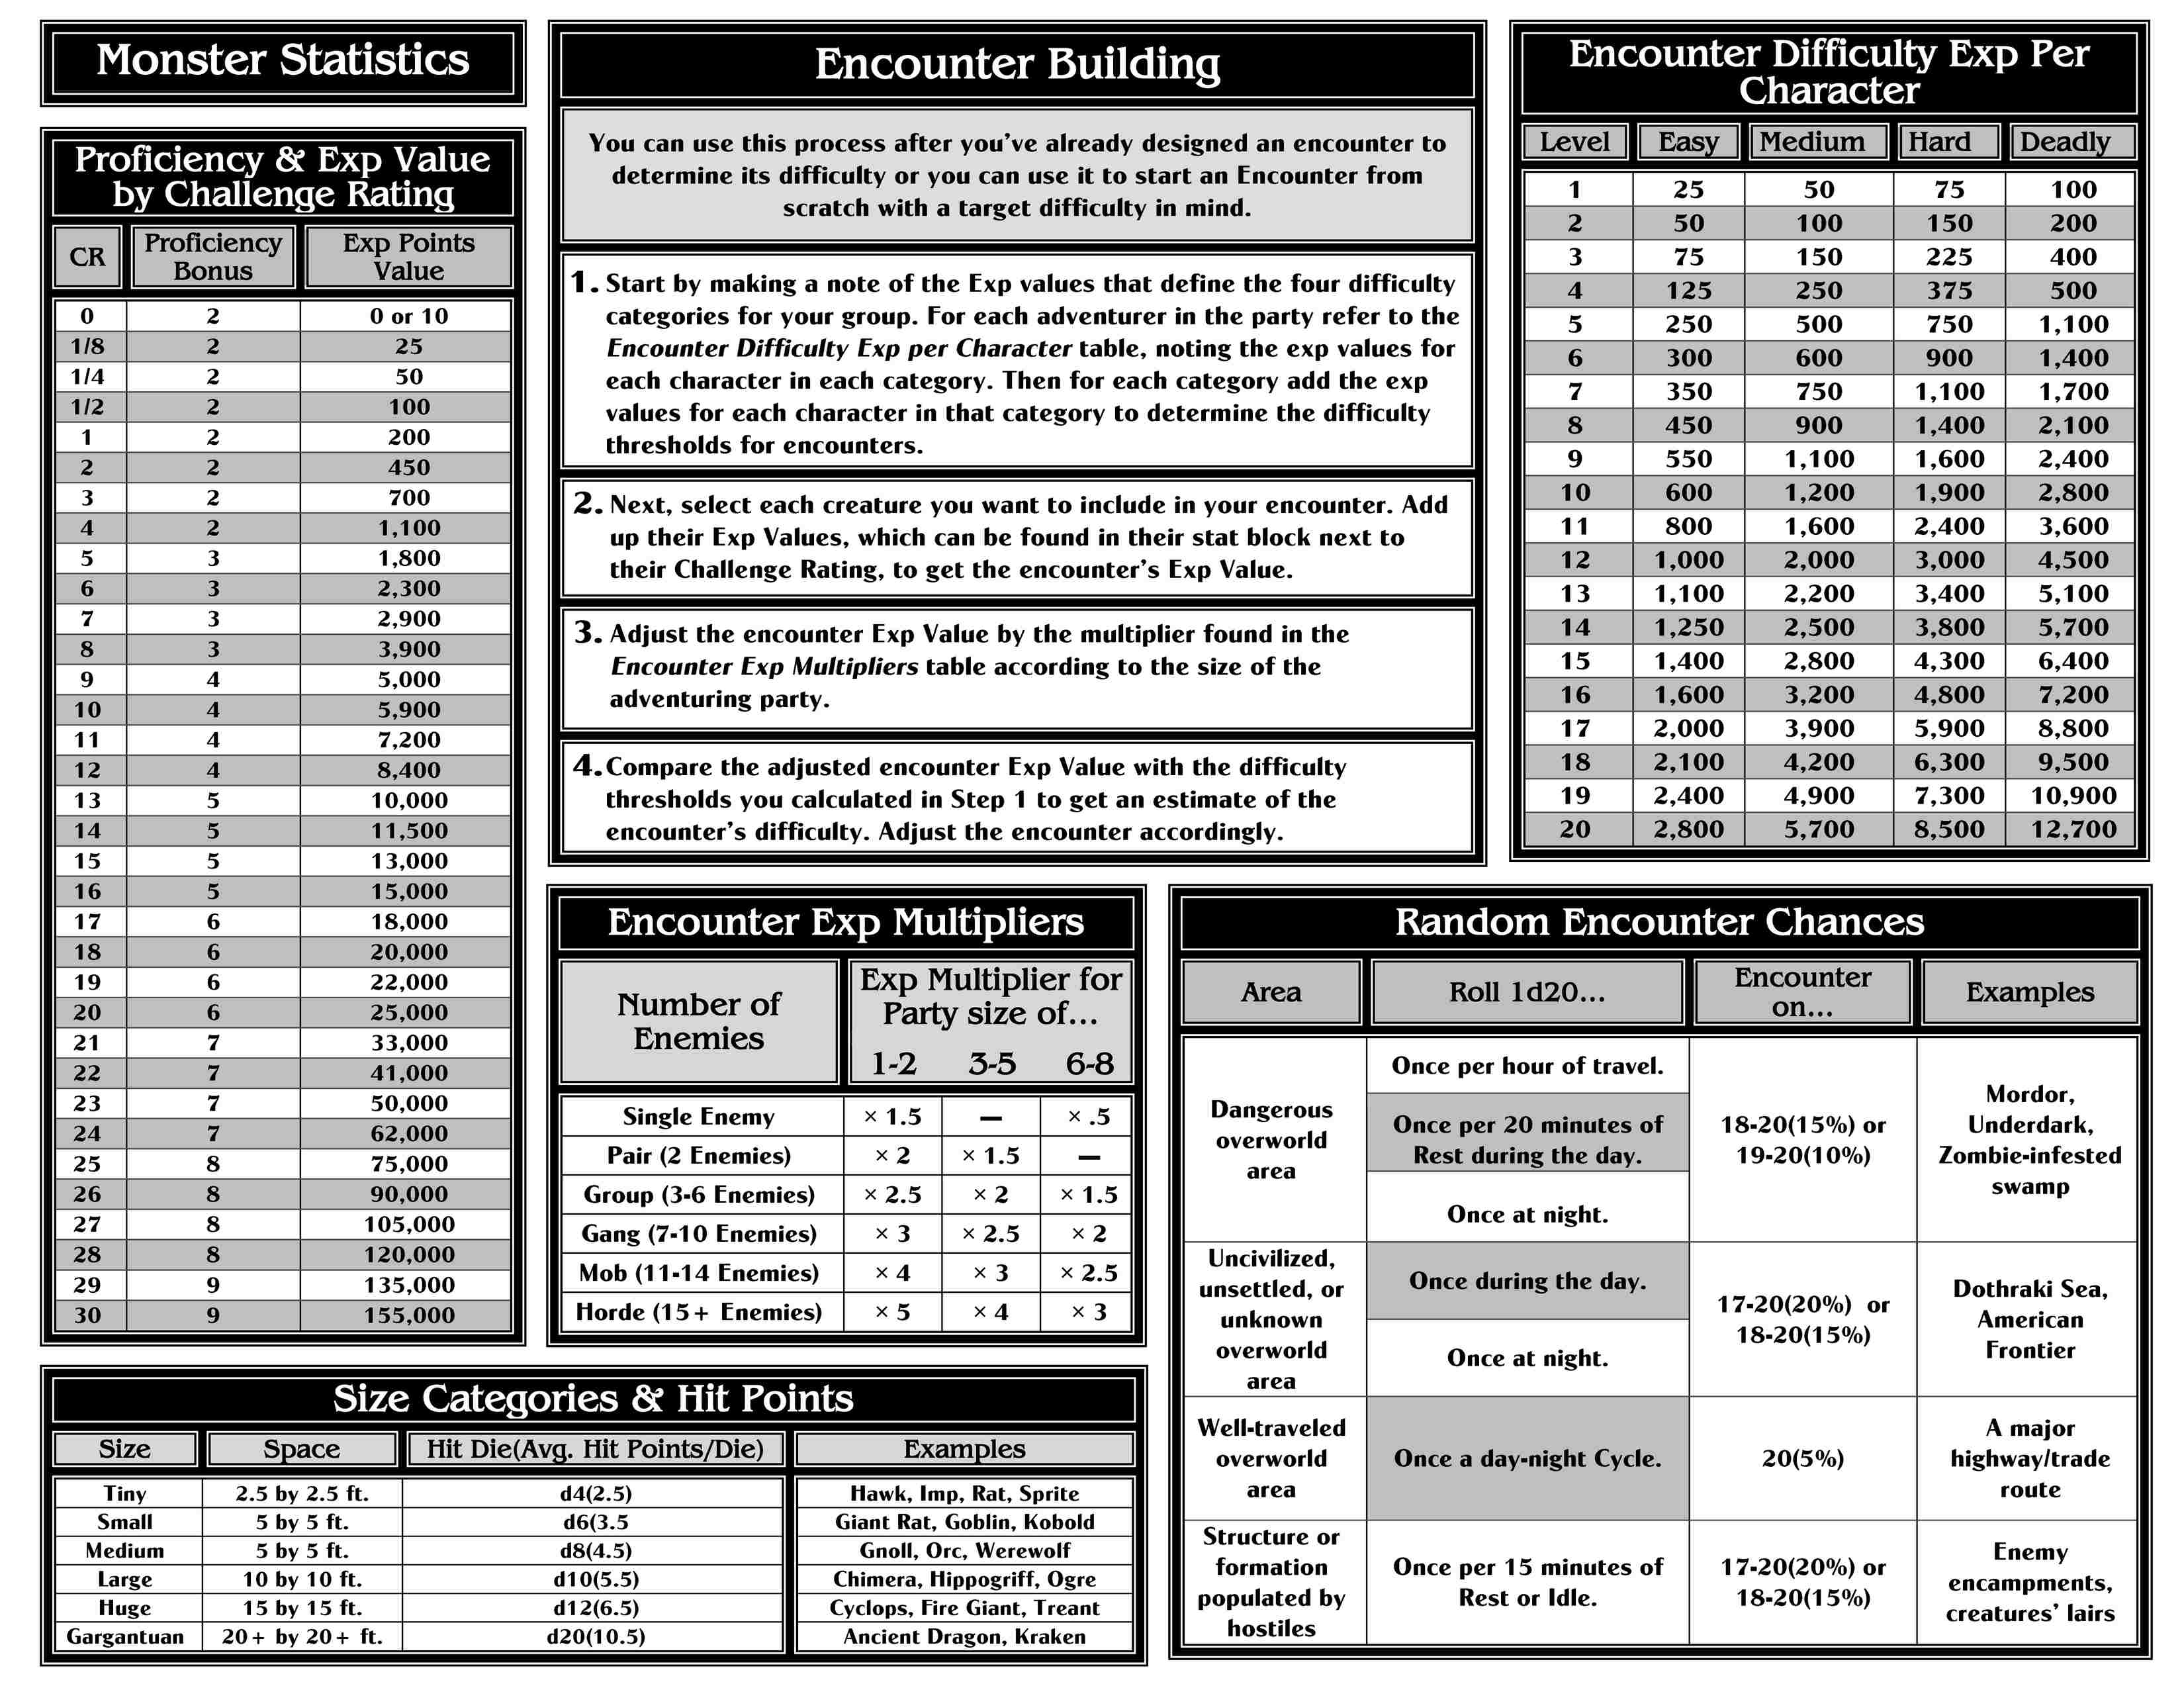 Monster Statistics
Proficiency & Exp Value
by Challenge Rating
CR Proficiency Bonus Exp Points Value
0 2 0 or 10
1/8 2 25
1/4 2 50
1/2 2 100
1 2 200
2 2 450
3 2 700
4 2 1,100
5 3 1,800
6 3 2,300
7 3 2,900
8 3 3,900
9 4 5,000
10 4 5,900
11 4 7,200
12 4 8,400
13 5 10,000
14 5 11,500
15 5 13,000
16 5 15,000
17 6 18,000
18 6 20,000
19 6 22,000
20 6 25,000
21 7 33,000
22 7 41,000
23 7 50,000
24 7 62,000
25 8 75,000
26 8 90,000
27 8 105,000
28 8 120,000
29 9 135,000
30 9 155,000
Encounter Building
You can use this process after you've already designed an encounter to
determine its difficulty or you can use it to start an Encounter from
scratch with a target difficulty in mind.
1. Start by making a note of the Exp values that define the four difficulty
categories for your group. For each adventurer in the party refer to the
Encounter Difficulty Exp per Character table, noting the exp values for
each character in each category. Then for each category add the exp
values for each character in that category to determine the difficulty
thresholds for encounters.
2. Next, select each creature you want to include in your encounter. Add
up their Exp Values, which can be found in their stat block next to
their Challenge Rating, to get the encounter's Exp Value.
3. Adjust the encounter Exp Value by the multiplier found in the
Encounter Exp Multipliers table according to the size of the
adventuring party.
4. Compare the adjusted encounter Exp Value with the difficulty
thresholds you calculated in Step 1 to get an estimate of the
encounter's difficulty. Adjust the encounter accordingly.
Encounter Difficulty Exp Per
Character
Level Easy Medium Hard Deadly
1 25 50 75 100
2 50 100 150 200
3 75 150 225 400
4 125 250 375 500
5 250 500 750 1,100
6 300 600 900 1,400
7 350 750 1,100 1,700
8 450 900 1,400 2,100
9 550 1,100 1,600 2,400
10 600 1,200 1,900 2,800
11 800 1,600 2,400 3,600
12 1,000 2,000 3,000 4,500
13 1,100 2,200 3,400 5,100
14 1,250 2,500 3,800 5,700
15 1,400 2,800 4,300 6,400
16 1,600 3,200 4,800 7,200
17 2,000 3,900 5,900 8,800
18 2,100 4,200 6,300 9,500
19 2,400 4,900 7,300 10,900
20 2,800 5,700 8,500 12,700
Encounter Exp Multipliers
Number of
Enemies
Exp Multiplier for
Party size of...
1-2 3-5 6-8
Single Enemy × 1.5 — × .5
Pair (2 Enemies) × 2 × 1.5 —
Group (3-6 Enemies) × 2.5 × 2 × 1.5
Gang (7-10 Enemies) × 3 × 2.5 × 2
Mob (11-14 Enemies) × 4 × 3 × 2.5
Horde (15+ Enemies) × 5 × 4 × 3
Random Encounter Chances
Area Roll 1d20... Encounter on... Examples
Dangerous
overworld
area
Once per hour of travel.
Once per 20 minutes of
Rest during the day.
Once at night.
18-20(15%) or
19-20(10%)
Mordor,
Underdark,
Zombie-infested
swamp
Uncivilized,
unsettled, or
unknown
overworld
area
Once during the day.
Once at night.
17-20(20%) or
18-20(15%)
Dothraki Sea,
American
Frontier
Well-traveled
overworld
area
Once a day-night Cycle.
20(5%)
A major
highway/trade
route
Structure or
formation
populated by
hostiles
Once per 15 minutes of
Rest or Idle.
17-20(20%) or
18-20(15%)
Enemy
encampments,
creatures' lairs
Size Categories & Hit Points
Size Space Hit Die(Avg. Hit Points/Die) Examples
Tiny 2.5 by 2.5 ft. d4(2.5) Hawk, Imp, Rat, Sprite
Small 5 by 5 ft. d6(3.5 Giant Rat, Goblin, Kobold
Medium 5 by 5 ft. d8(4.5) Gnoll, Orc, Werewolf
Large 10 by 10 ft. d10(5.5) Chimera, Hippogriff, Ogre
Huge 15 by 15 ft. d12(6.5) Cyclops, Fire Giant, Treant
Gargantuan 20+ by 20+ ft. d20(10.5) Ancient Dragon, Kraken